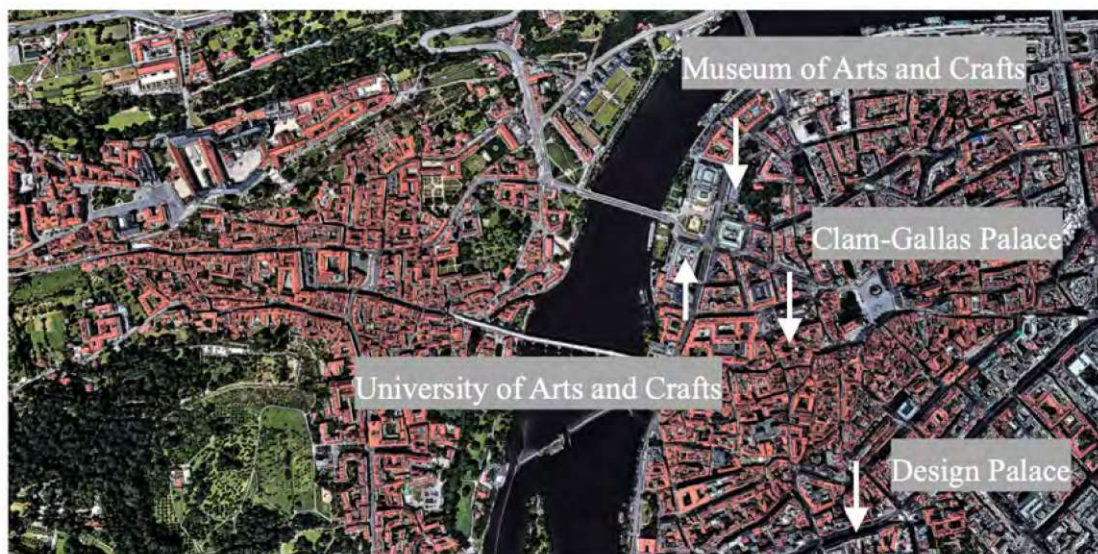 Museum of Arts and Crafts
Clam-Gallas Palace
University of Arts and Crafts
Design Palace